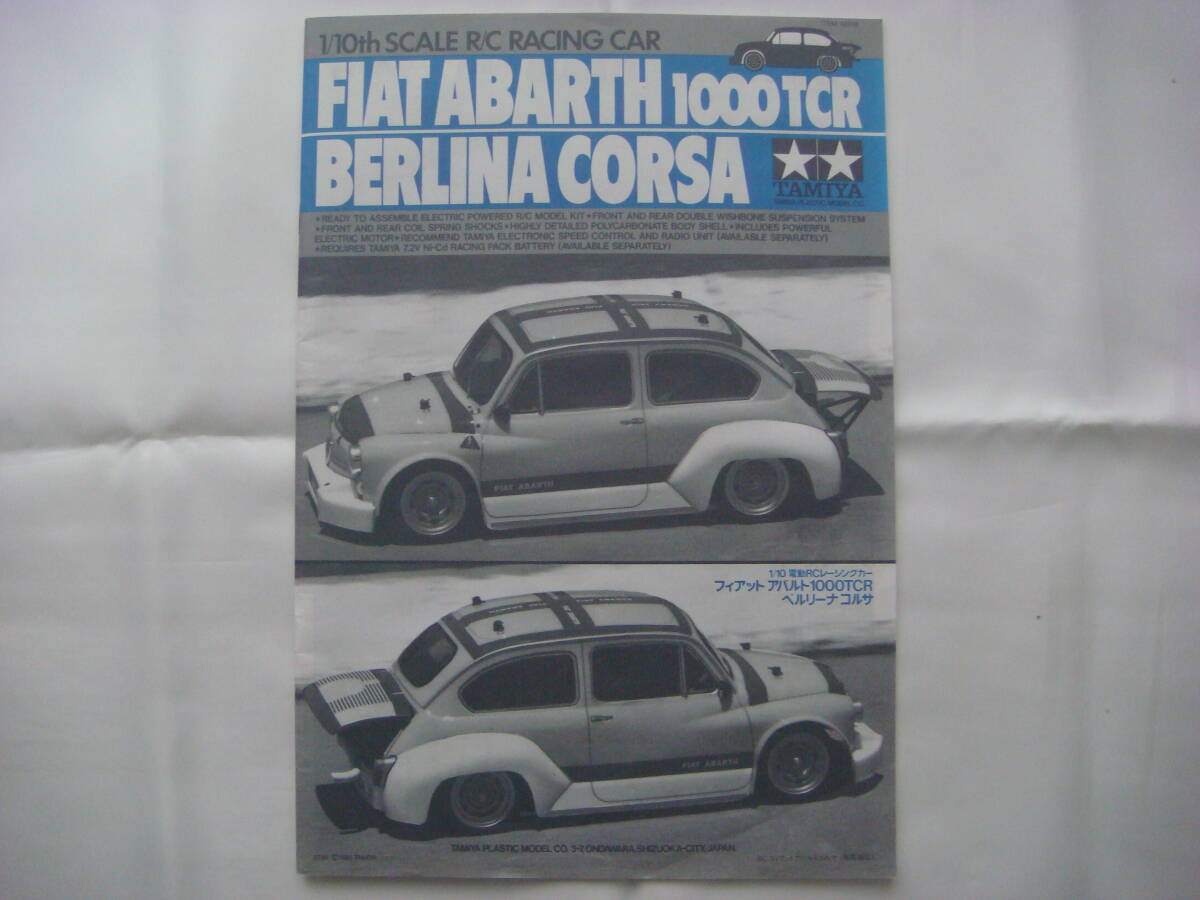 1/10th SCALE R/C RACING CAR
FIAT ABARTH 1000TCR
BERLINA CORSA
TAMIYA
TAMIYA PLASTIC MODEL CO.
★READY TO ASSEMBLE ELECTRIC POWERED R/C MODEL KIT★FRONT AND REAR DOUBLE WISHBONE SUSPENSION SYSTEM
★FRONT AND REAR COIL SPRING SHOCKS★HIGHLY DETAILED POLYCARBONATE BODY SHELL★INCLUDES POWERFUL
ELECTRIC MOTOR★RECOMMEND TAMIYA ELECTRONIC SPEED CONTROL AND RADIO UNIT (AVAILABLE SEPARATELY)
★REQUIRES TAMIYA 7.2V NI-Cd RACING PACK BATTERY (AVAILABLE SEPARATELY)
FIAT ABARTH
1/10 電動RCレーシングカー
フィアット アバルト1000TCR
ベルリーナ コルサ
FIAT ABARTH
TAMIYA PLASTIC MODEL CO. 3-7, ONDAWARA, SHIZUOKA-CITY, JAPAN.